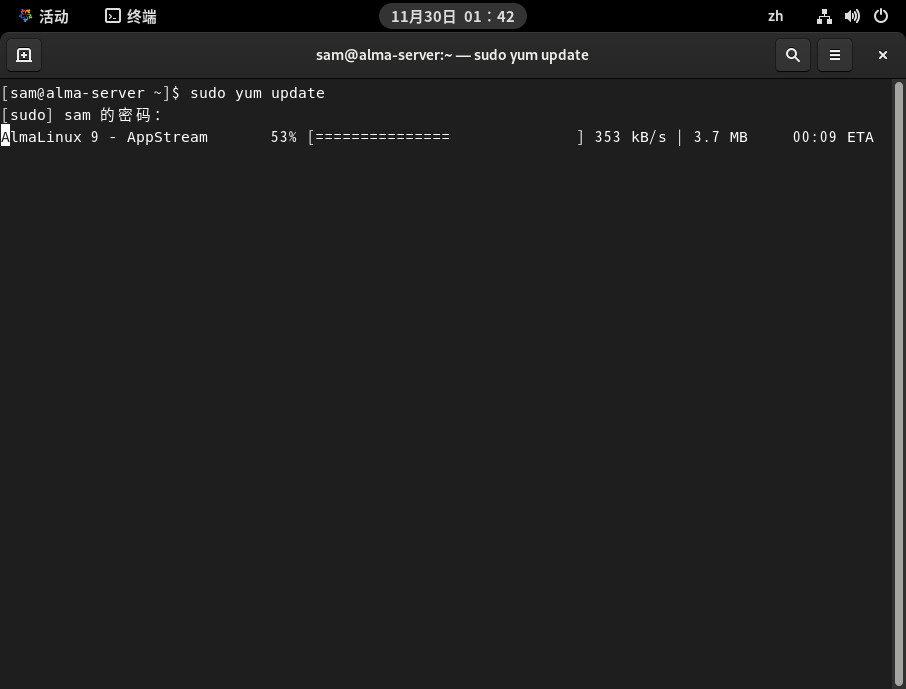 活动 终端 11月30日 01：42 zh
sam@alma-server:~ — sudo yum update
[sam@alma-server ~]$ sudo yum update
[sudo] sam 的密码：
AlmaLinux 9 - AppStream 53% [=============== ] 353 kB/s | 3.7 MB 00:09 ETA